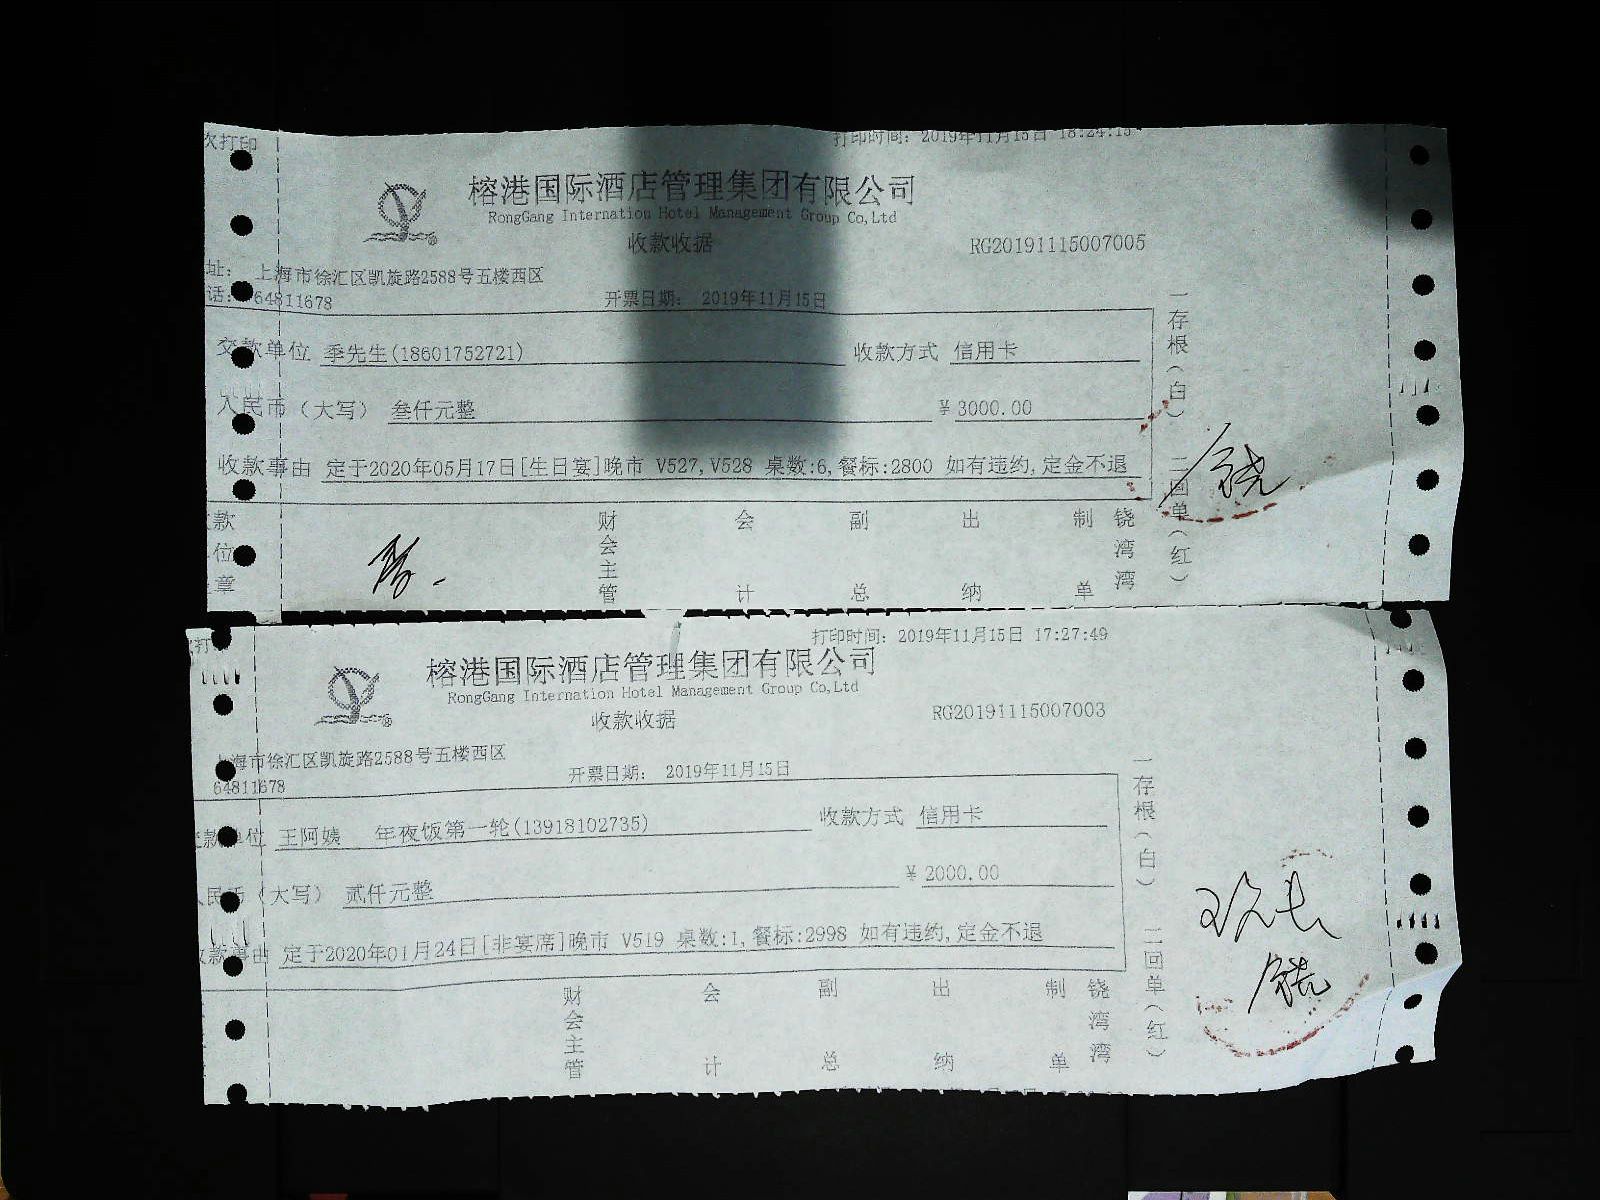 次打印
打印时间: 2019年11月15日 18:24:15
榕港国际酒店管理集团有限公司
RongGang Internation Hotel Management Group Co,Ltd
收款收据
RG20191115007005
址: 上海市徐汇区凯旋路2588号五楼西区
话: 64811678
开票日期: 2019年11月15日
交款单位 季先生(18601752721) 收款方式 信用卡
人民币(大写) 叁仟元整 ¥3000.00
收款事由 定于2020年05月17日[生日宴]晚市 V527,V528 桌数:6,餐标:2800 如有违约,定金不退
一存根(白) 二回单(红)
款位章 财会主管 会计 副总 出纳 制单 铙湾湾
打印时间: 2019年11月15日 17:27:49
榕港国际酒店管理集团有限公司
RongGang Internation Hotel Management Group Co,Ltd
收款收据
RG20191115007003
上海市徐汇区凯旋路2588号五楼西区
64811678
开票日期: 2019年11月15日
款单位 王阿姨 年夜饭第一轮(13918102735) 收款方式 信用卡
人民币(大写) 贰仟元整 ¥2000.00
收款事由 定于2020年01月24日[非宴席]晚市 V519 桌数:1,餐标:2998 如有违约,定金不退
一存根(白) 二回单(红)
财会主管 会计 副总 出纳 制单 铙湾湾